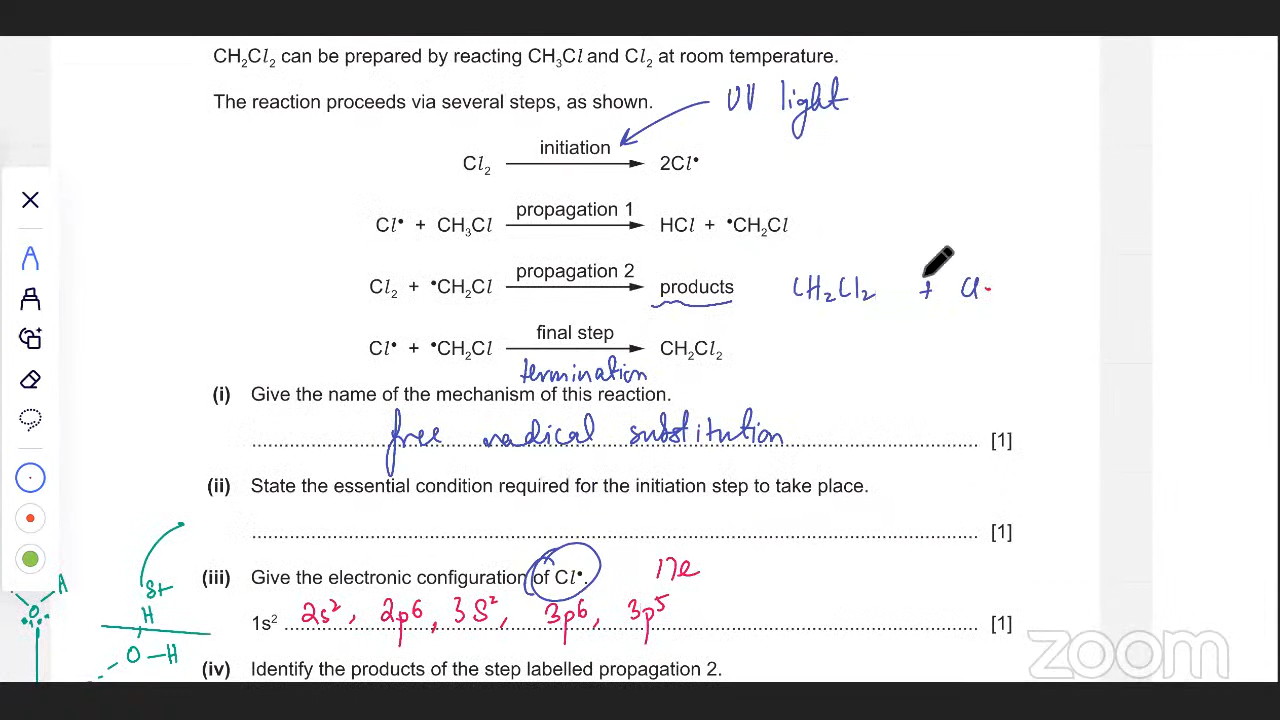 CH₂Cl₂ can be prepared by reacting CH₃Cl and Cl₂ at room temperature.
The reaction proceeds via several steps, as shown.
UV light
initiation
Cl₂ → 2Cl•
propagation 1
Cl• + CH₃Cl → HCl + •CH₂Cl
propagation 2
Cl₂ + •CH₂Cl → products CH₂Cl₂ + Cl•
final step
Cl• + •CH₂Cl → CH₂Cl₂
termination
(i) Give the name of the mechanism of this reaction.
free radical substitution [1]
(ii) State the essential condition required for the initiation step to take place.
[1]
(iii) Give the electronic configuration of Cl•. 17e
1s² 2s², 2p⁶, 3S², 3p⁶, 3p⁵ [1]
(iv) Identify the products of the step labelled propagation 2.
A
δ+
H
O
O—H
zoom